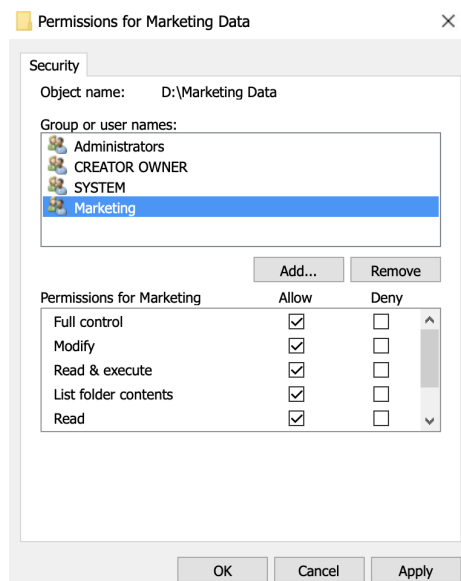 Permissions for Marketing Data
Security
Object name: D:\Marketing Data
Group or user names:
Administrators
CREATOR OWNER
SYSTEM
Marketing
Add... Remove
Permissions for Marketing Allow Deny
Full control
Modify
Read & execute
List folder contents
Read
OK Cancel Apply